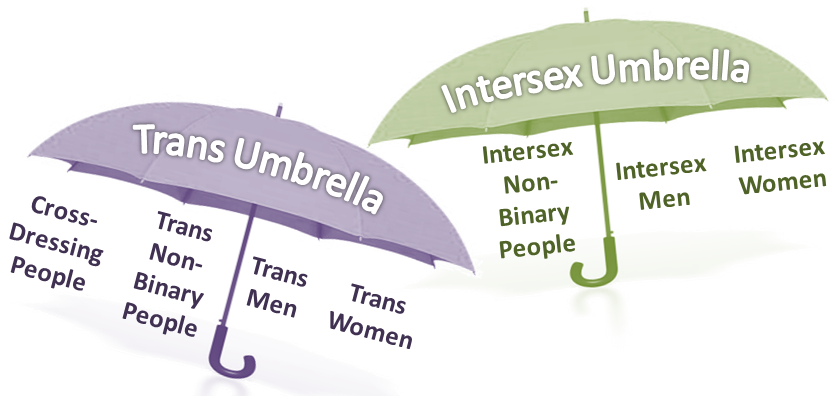 Trans Umbrella
Cross-
Dressing
People
Trans
Non-
Binary
People
Trans
Men
Trans
Women
Intersex Umbrella
Intersex
Non-
Binary
People
Intersex
Men
Intersex
Women